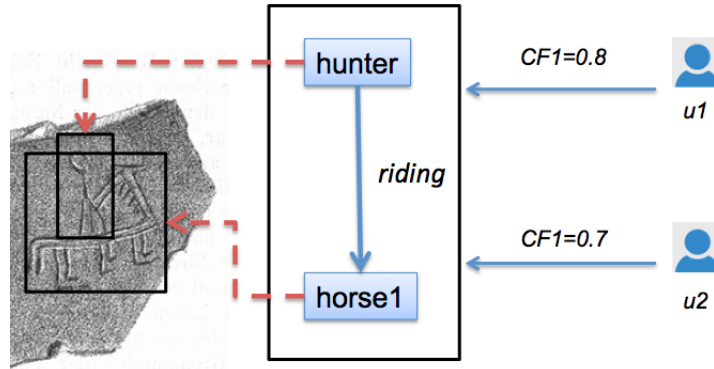 hunter
riding
horse1
CF1=0.8
u1
CF1=0.7
u2